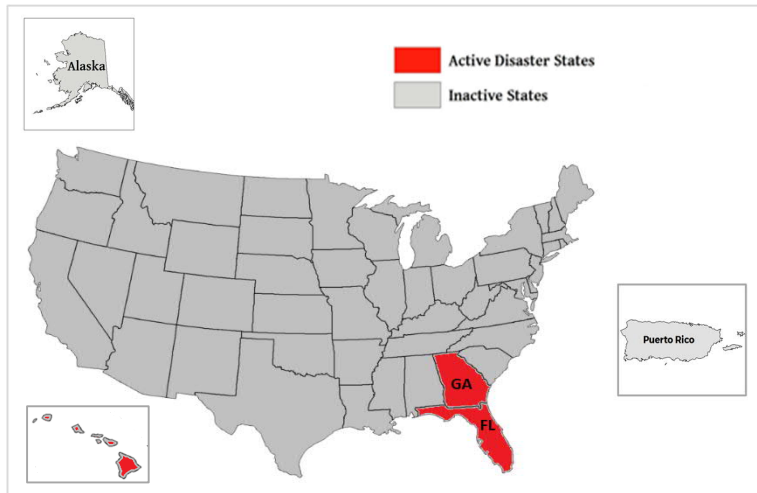 Alaska
Active Disaster States
Inactive States
Puerto Rico
GA
FL